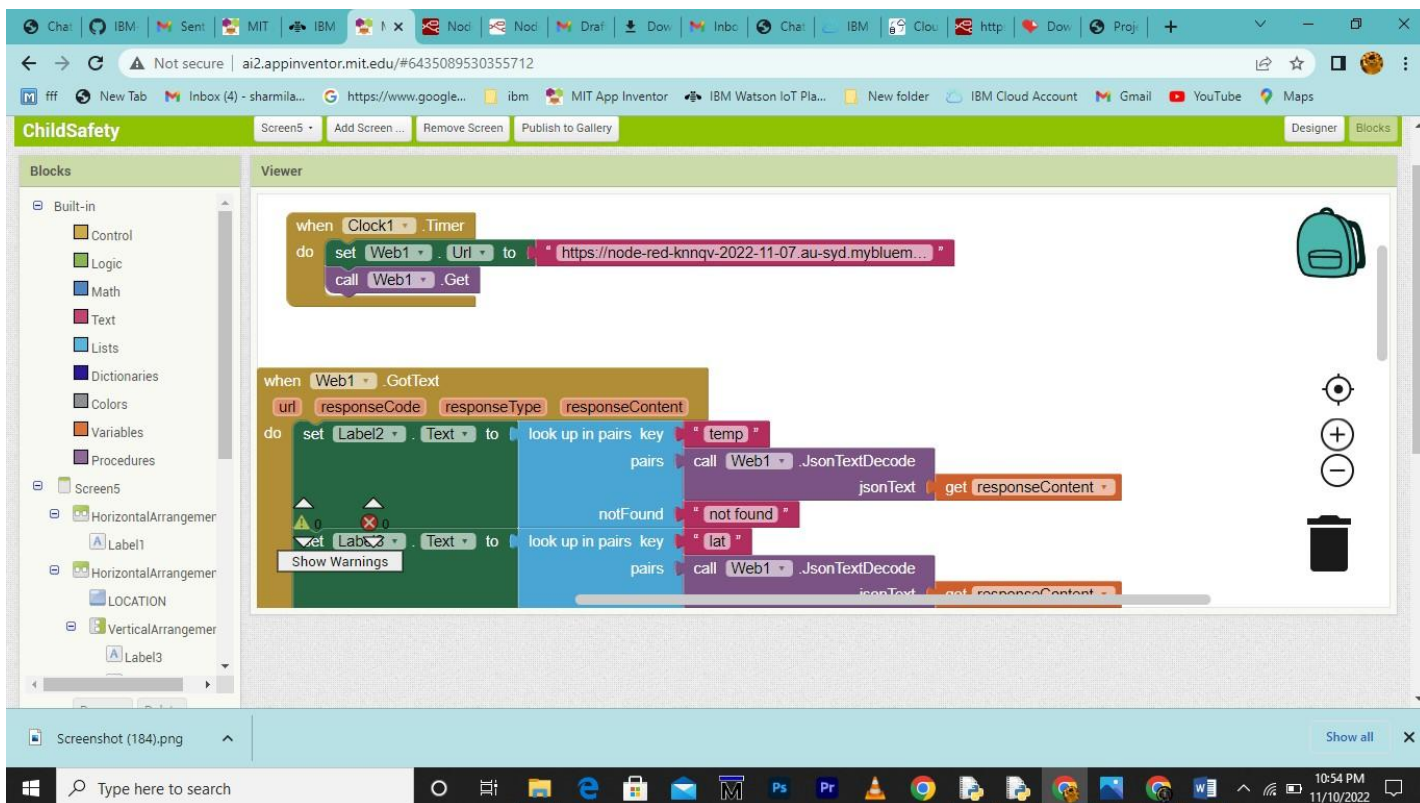 Chat IBM Sent MIT IBM Nod Nod Draf Dow Inbo Chat IBM Clou http Dow Proje
Not secure ai2.appinventor.mit.edu/#6435089530355712
fff New Tab Inbox (4) - sharmila... https://www.google... ibm MIT App Inventor IBM Watson IoT Pla... New folder IBM Cloud Account Gmail YouTube Maps
ChildSafety Screen5 Add Screen ... Remove Screen Publish to Gallery Designer Blocks
Blocks Viewer
Built-in
Control
Logic
Math
Text
Lists
Dictionaries
Colors
Variables
Procedures
Screen5
HorizontalArrangemer
Label1
HorizontalArrangemer
LOCATION
VerticalArrangemer
Label3
when Clock1 .Timer
do set Web1 . Url to " https://node-red-knnqv-2022-11-07.au-syd.mybluem... "
call Web1 .Get
when Web1 .GotText
url responseCode responseType responseContent
do set Label2 . Text to look up in pairs key " temp "
pairs call Web1 .JsonTextDecode
jsonText get responseContent
notFound " not found "
0 0
set Label3 . Text to look up in pairs key " lat "
Show Warnings
pairs call Web1 .JsonTextDecode
jsonText get responseContent
Screenshot (184).png Show all
Type here to search Ps Pr 10:54 PM
11/10/2022